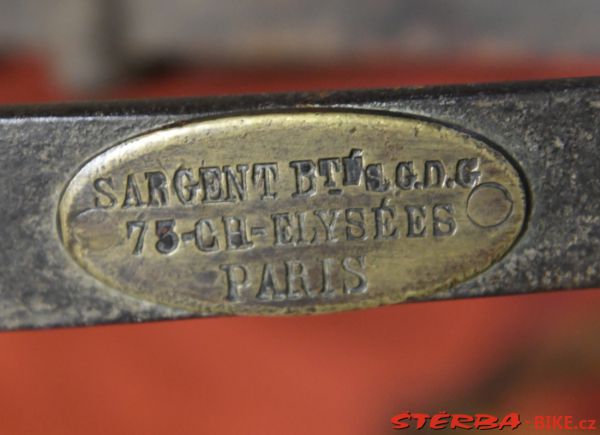 SARGENT BTÉ S.G.D.G
73-CH-ELYSÉES
PARIS
ŠTĚRBA-BIKE.cz